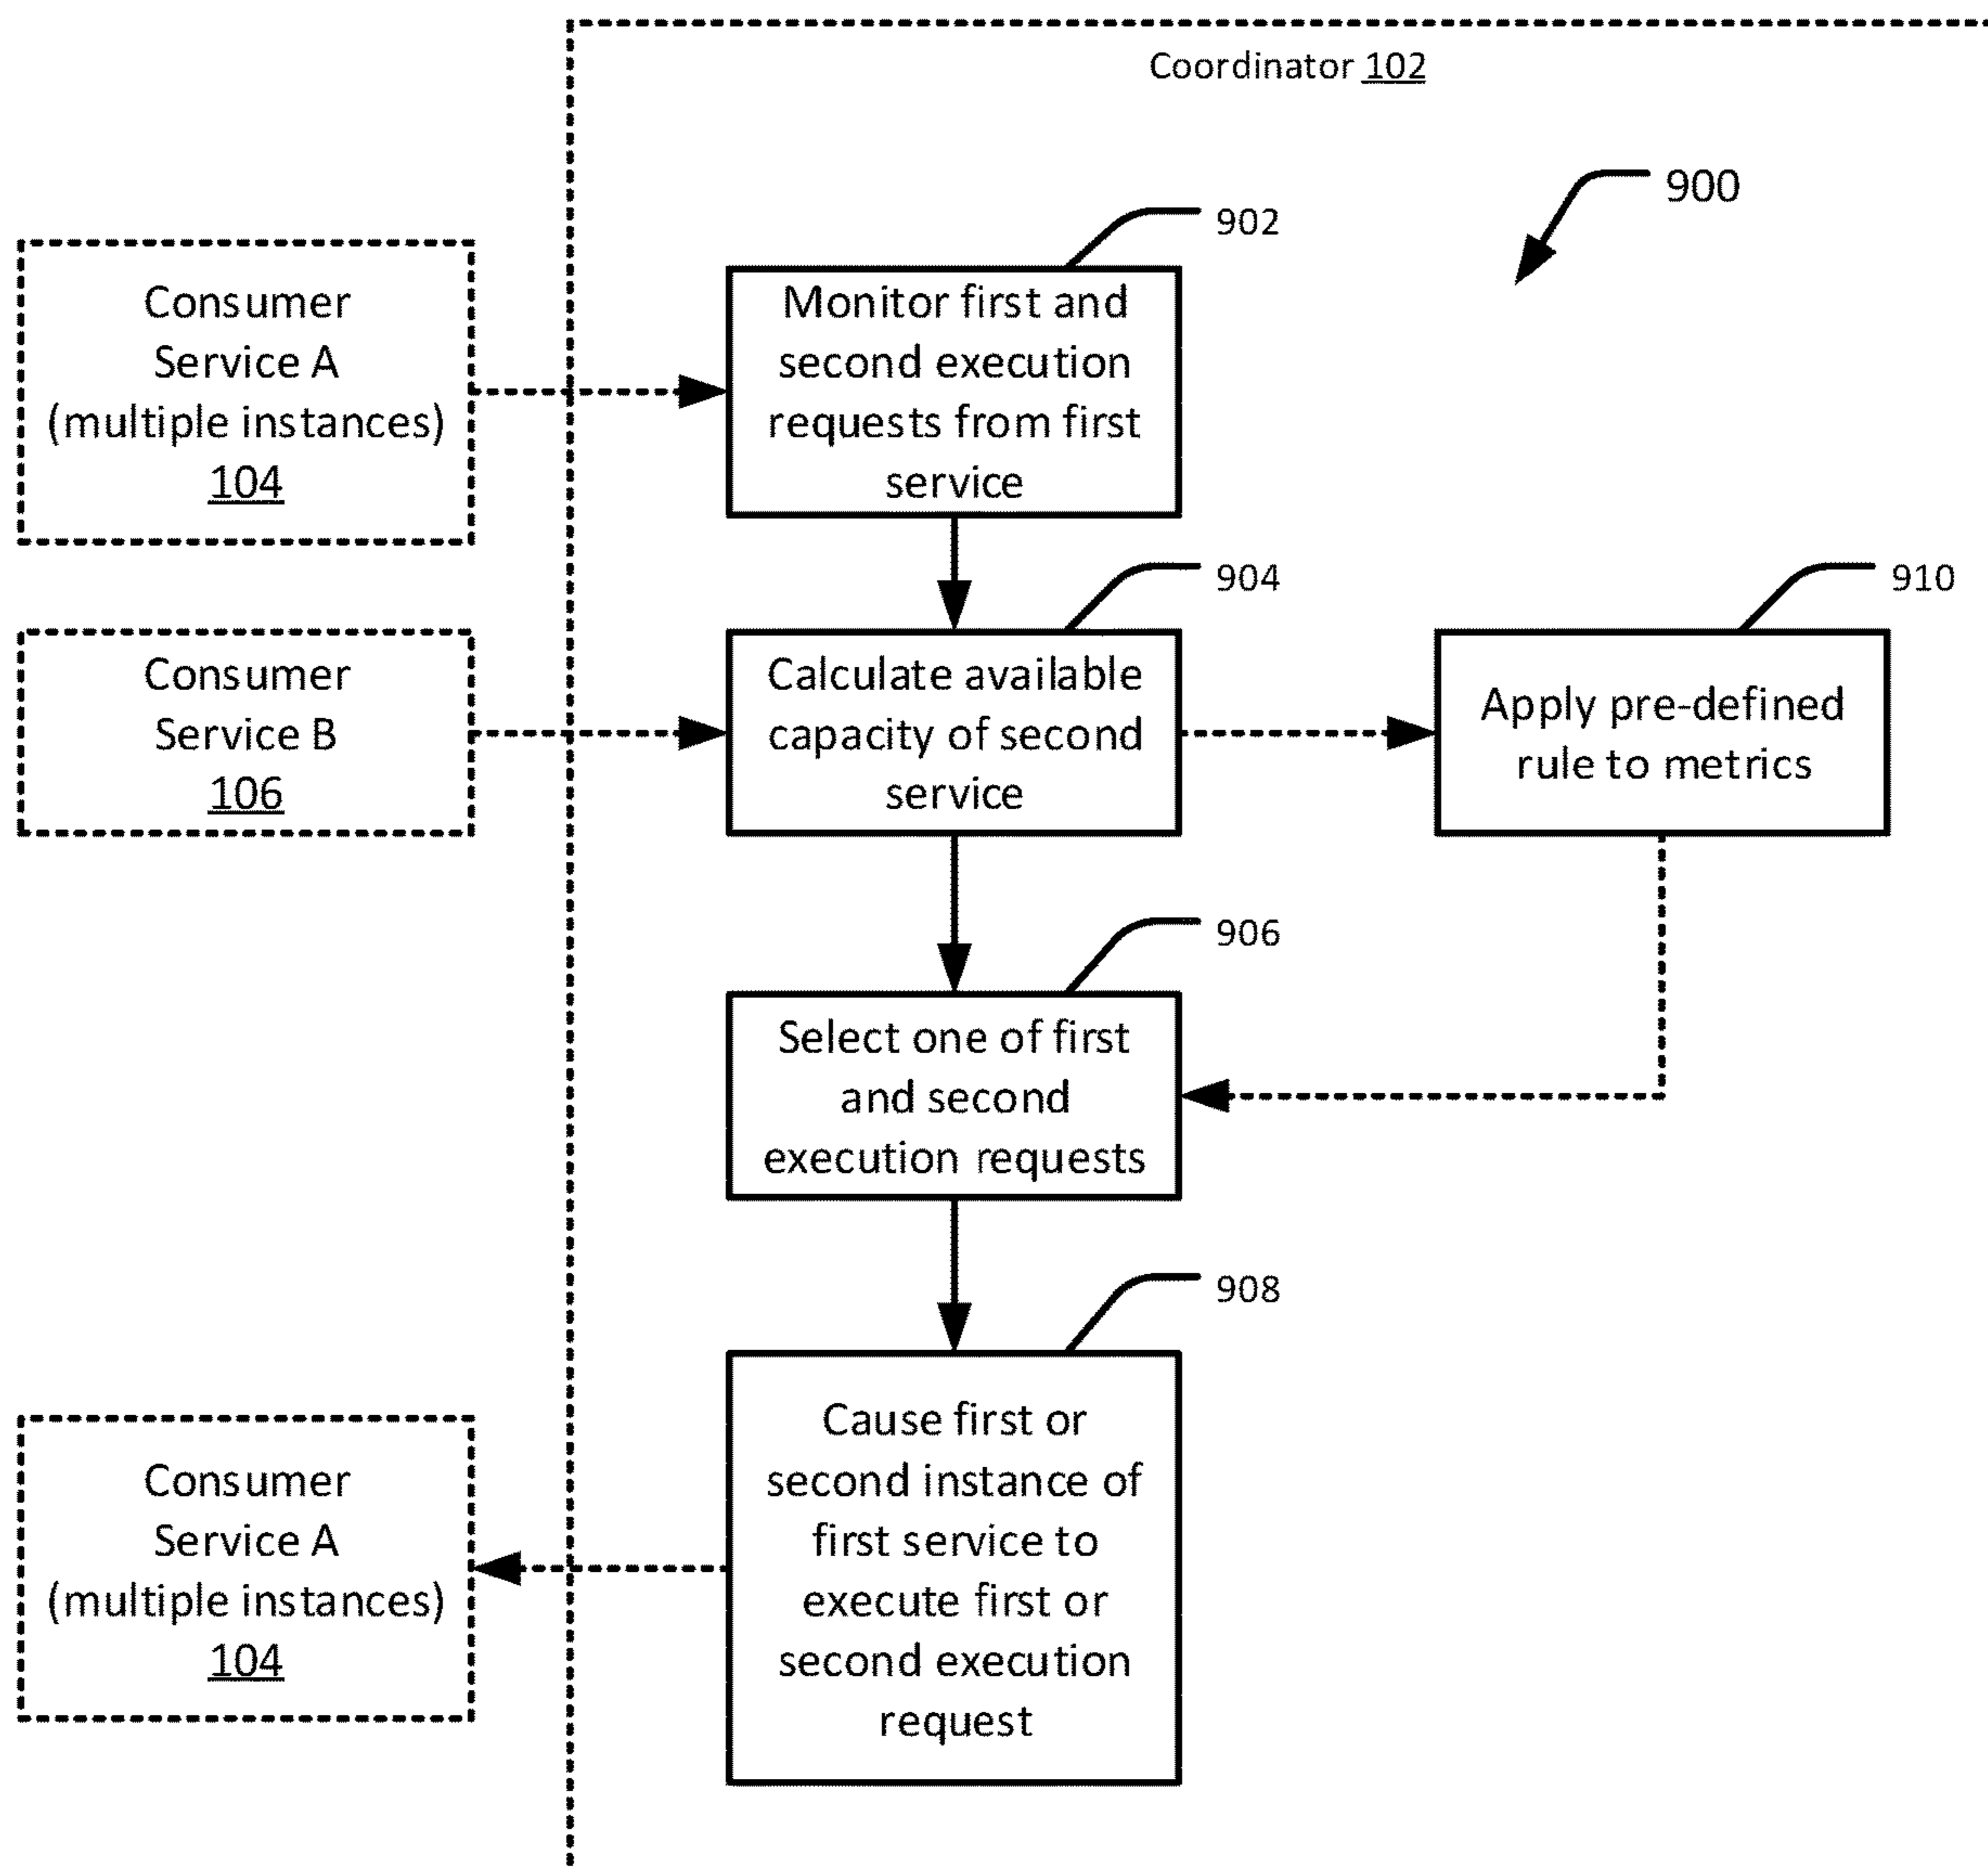 Coordinator 102
900
902
Consumer
Service A
(multiple instances)
104
Monitor first and
second execution
requests from first
service
904
910
Consumer
Service B
106
Calculate available
capacity of second
service
Apply pre-defined
rule to metrics
906
Select one of first
and second
execution requests
908
Consumer
Service A
(multiple instances)
104
Cause first or
second instance of
first service to
execute first or
second execution
request